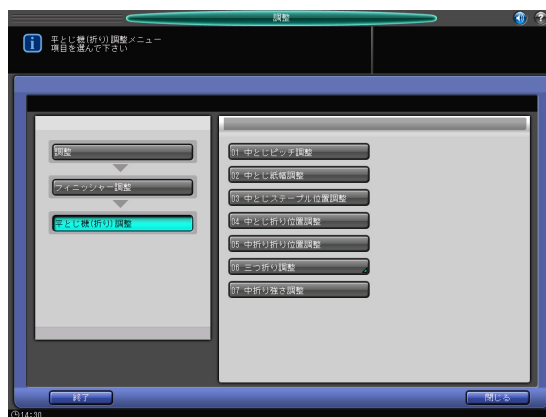 調整
平とじ機(折り)調整メニュー
項目を選んで下さい
調整
フィニッシャー調整
平とじ機(折り)調整
01 中とじピッチ調整
02 中とじ紙幅調整
03 中とじステープル位置調整
04 中とじ折り位置調整
05 中折り折り位置調整
06 三つ折り調整
07 中折り強さ調整
終了
閉じる
14:30